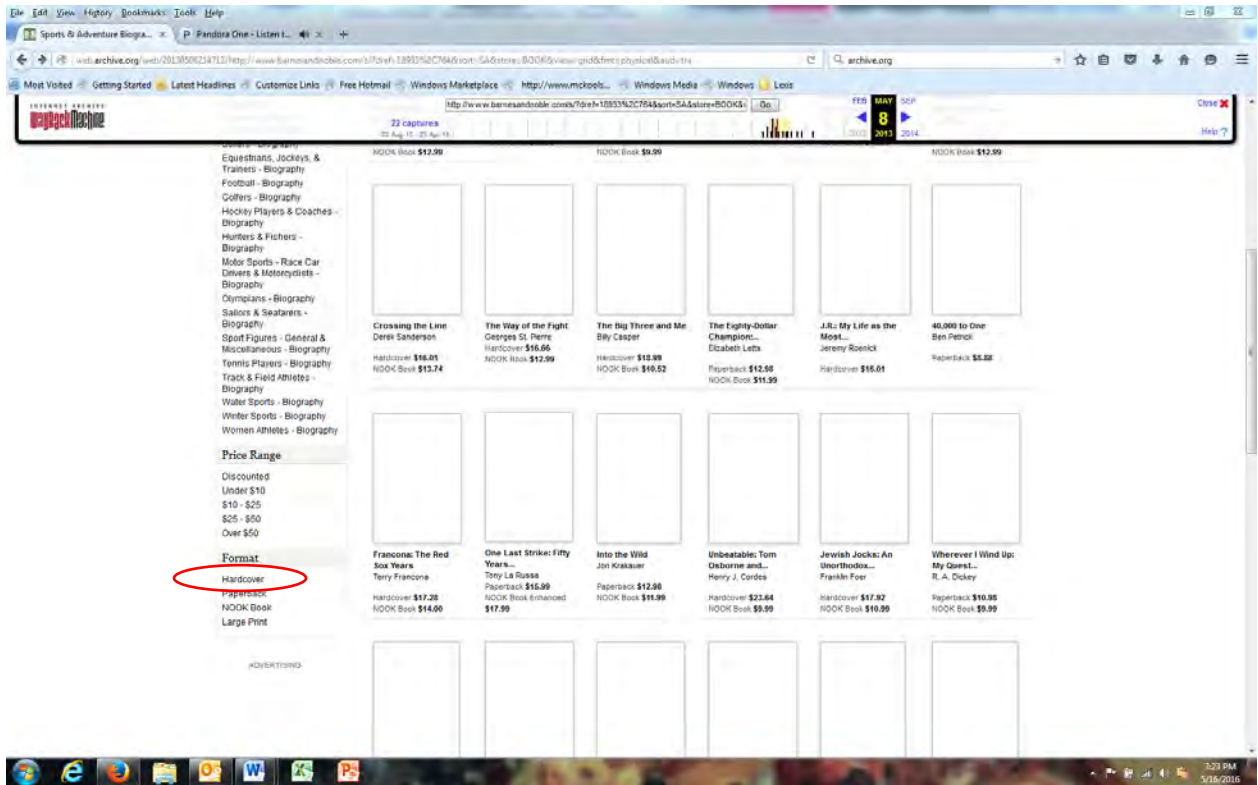 File Edit View History Bookmarks Tools Help
Sports & Adventure Biogra... × P Pandora One - Listen t... × +
archive.org
Most Visited Getting Started Latest Headlines Customize Links Free Hotmail Windows Marketplace http://www.mckools... Windows Media Windows Lexis
INTERNET ARCHIVE
WayBackMachine
Go
22 captures
FEB MAY SEP
8
2012 2013 2014
Close
Help ?
Equestrians, Jockeys, &
Trainers - Biography
Football - Biography
Golfers - Biography
Hockey Players & Coaches -
Biography
Hunters & Fishers -
Biography
Motor Sports - Race Car
Drivers & Motorcyclists -
Biography
Olympians - Biography
Sailors & Seafarers -
Biography
Sport Figures - General &
Miscellaneous - Biography
Tennis Players - Biography
Track & Field Athletes -
Biography
Water Sports - Biography
Winter Sports - Biography
Women Athletes - Biography
Price Range
Discounted
Under $10
$10 - $25
$25 - $50
Over $50
Format
Hardcover
Paperback
NOOK Book
Large Print
ADVERTISING
NOOK Book $12.99
NOOK Book $9.99
NOOK Book $12.99
Crossing the Line
Derek Sanderson
Hardcover $16.01
NOOK Book $13.74
The Way of the Fight
Georges St. Pierre
Hardcover $16.66
NOOK Book $12.99
The Big Three and Me
Billy Casper
Hardcover $18.99
NOOK Book $10.52
The Eighty-Dollar
Champion:...
Elizabeth Letts
Paperback $12.98
NOOK Book $11.99
J.R.: My Life as the
Most...
Jeremy Roenick
Hardcover $16.01
40,000 to One
Ben Petrick
Paperback $8.88
Francona: The Red
Sox Years
Terry Francona
Hardcover $17.28
NOOK Book $14.00
One Last Strike: Fifty
Years...
Tony La Russa
Paperback $15.99
NOOK Book Enhanced
$17.99
Into the Wild
Jon Krakauer
Paperback $12.98
NOOK Book $11.99
Unbeatable: Tom
Osborne and...
Henry J. Cordes
Hardcover $23.64
NOOK Book $9.99
Jewish Jocks: An
Unorthodox...
Franklin Foer
Hardcover $17.92
NOOK Book $10.99
Wherever I Wind Up:
My Quest...
R. A. Dickey
Paperback $10.98
NOOK Book $9.99
3:23 PM
5/16/2016